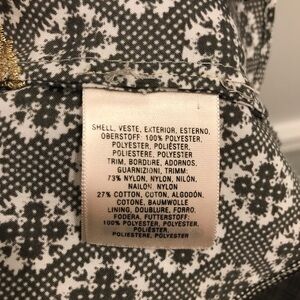 SHELL, VESTE, EXTERIOR, ESTERNO,
OBERSTOFF: 100% POLYESTER,
POLYESTER, POLIÉSTER,
POLIESTERE, POLYESTER
TRIM, BORDURE, ADORNOS,
GUARNIZIONI, TRIMM:
73% NYLON, NYLON, NILÓN,
NAILON, NYLON
27% COTTON, COTON, ALGODÓN,
COTONE, BAUMWOLLE
LINING, DOUBLURE, FORRO,
FODERA, FUTTERSTOFF:
100% POLYESTER, POLYESTER,
POLIÉSTER
POLIESTERE, POLYESTER